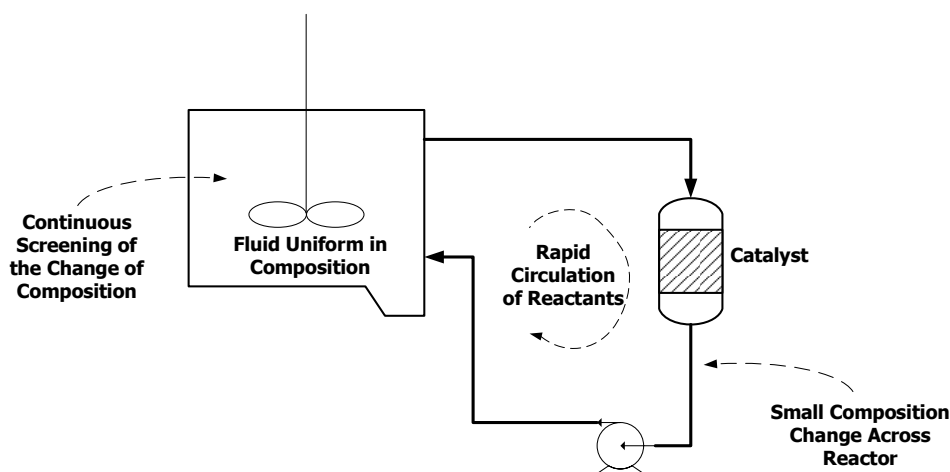 Continuous
Screening of
the Change of
Composition
Fluid Uniform in
Composition
Rapid
Circulation
of Reactants
Catalyst
Small Composition
Change Across
Reactor